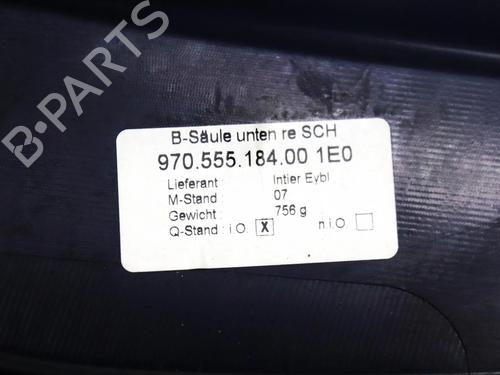 B-Säule unten re SCH
970.555.184.00 1E0
Lieferant : Intier Eybl
M-Stand : 07
Gewicht : 756 g
Q-Stand : i.O. X n.i.O
B-PARTS